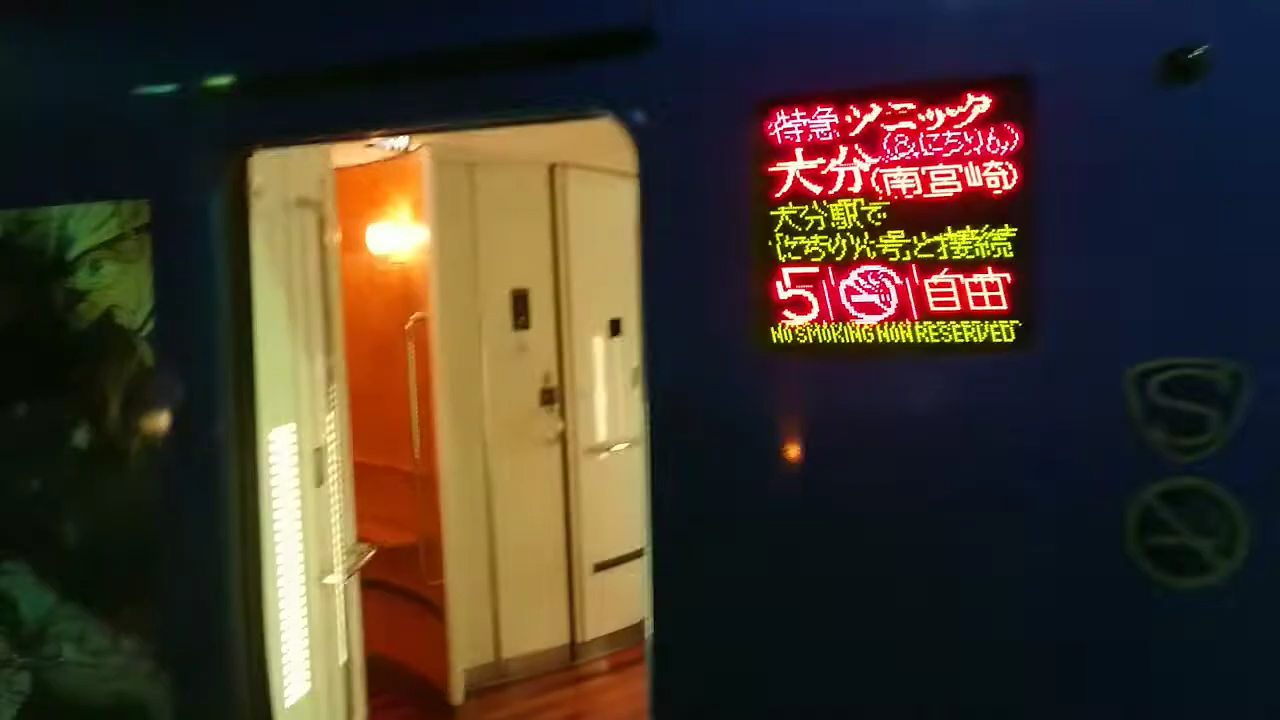 特急 ソニック
(&にちりん)
大分(南宮崎)
大分駅で
「にちりん号」と接続
5 自由
NO SMOKING NON RESERVED
S